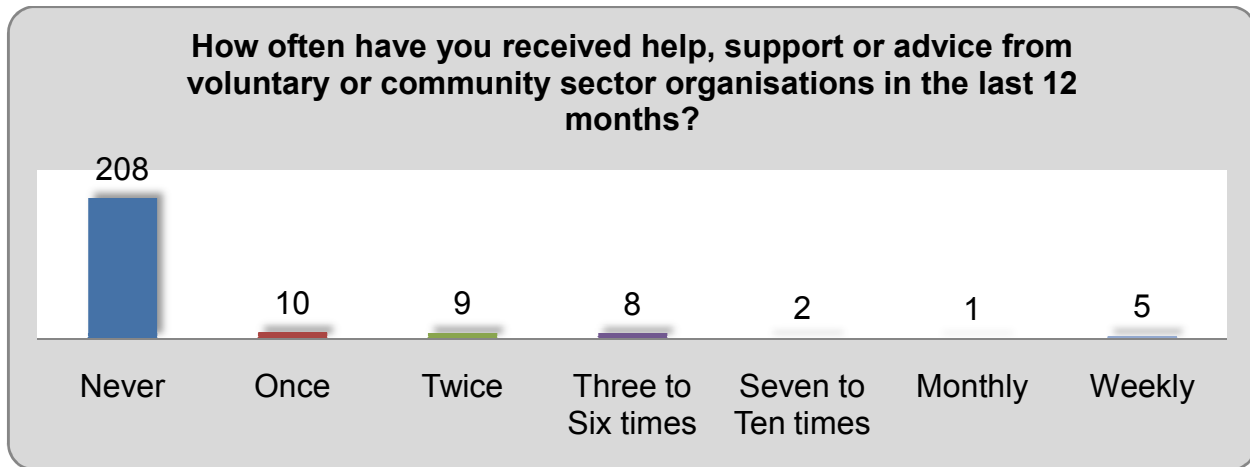 How often have you received help, support or advice from
voluntary or community sector organisations in the last 12
months?
208
10
9
8
2
1
5
Never
Once
Twice
Three to
Six times
Seven to
Ten times
Monthly
Weekly